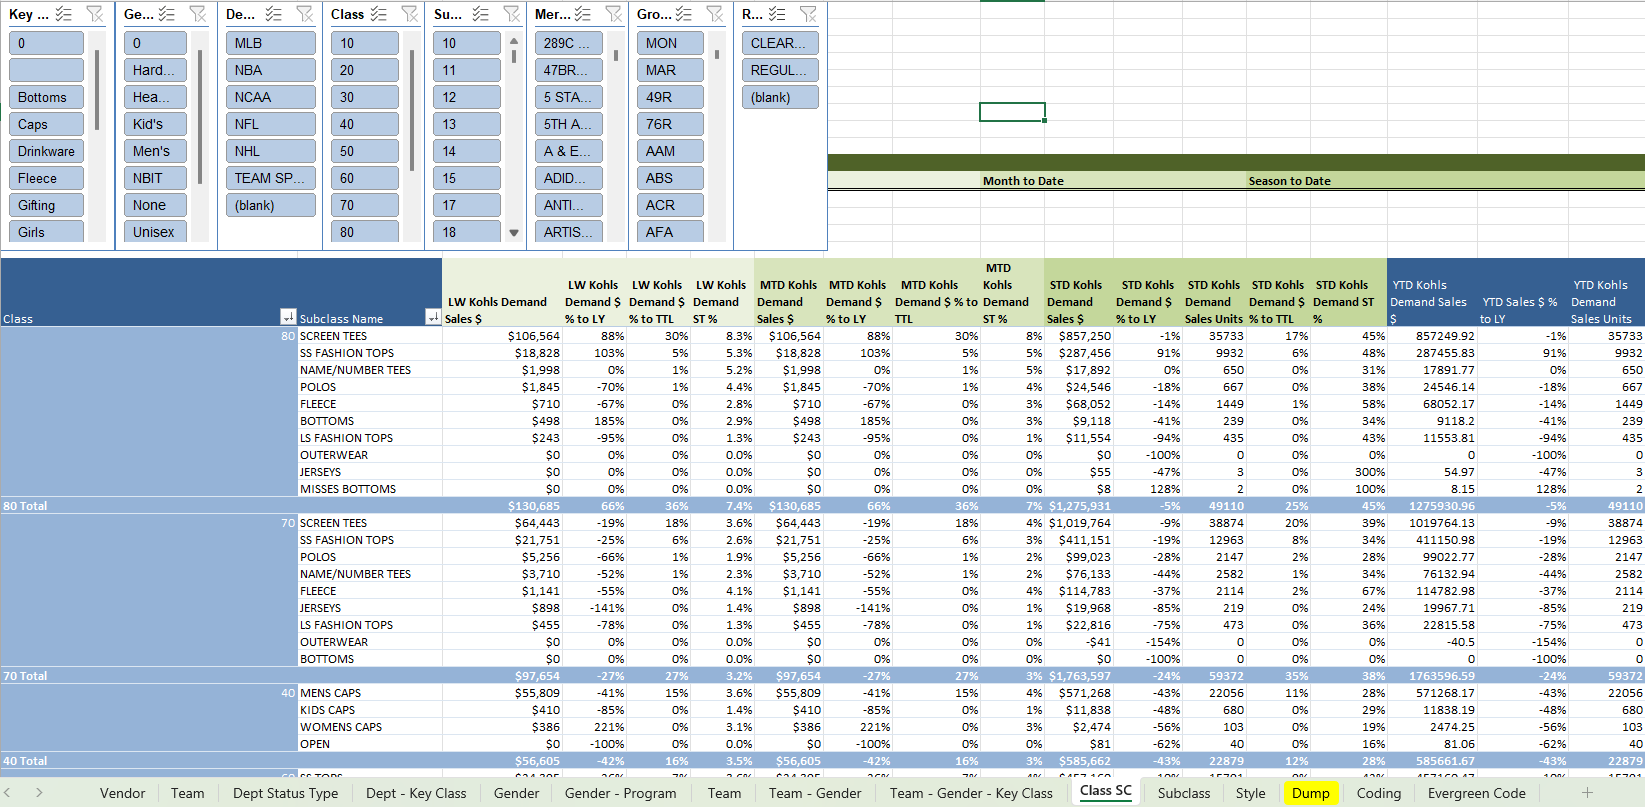 Key ... Ge... De... Class Su... Mer... Gro... R...
0 0 MLB 10 10 289C ... MON CLEAR...
Hard... NBA 20 11 47BR... MAR REGUL...
Bottoms Hea... NCAA 30 12 5 STA... 49R (blank)
Caps Kid's NFL 40 13 5TH A... 76R
Drinkware Men's NHL 50 14 A & E... AAM
Fleece NBIT TEAM SP... 60 15 ADID... ABS
Gifting None (blank) 70 17 ANTI... ACR
Girls Unisex 80 18 ARTIS... AFA
Month to Date Season to Date
MTD
LW Kohls LW Kohls LW Kohls MTD Kohls MTD Kohls MTD Kohls Kohls STD Kohls STD Kohls STD Kohls STD Kohls STD Kohls YTD Kohls YTD Kohls
LW Kohls Demand Demand $ Demand $ Demand Demand Demand $ Demand $ % to Demand Demand Demand $ Demand Demand $ Demand ST Demand Sales YTD Sales $ % Demand
Class Subclass Name Sales $ % to LY % to TTL ST % Sales $ % to LY TTL ST % Sales $ % to LY Sales Units % to TTL % $ to LY Sales Units
80 SCREEN TEES $106,564 88% 30% 8.3% $106,564 88% 30% 8% $857,250 -1% 35733 17% 45% 857249.92 -1% 35733
SS FASHION TOPS $18,828 103% 5% 5.3% $18,828 103% 5% 5% $287,456 91% 9932 6% 48% 287455.83 91% 9932
NAME/NUMBER TEES $1,998 0% 1% 5.2% $1,998 0% 1% 5% $17,892 0% 650 0% 31% 17891.77 0% 650
POLOS $1,845 -70% 1% 4.4% $1,845 -70% 1% 4% $24,546 -18% 667 0% 38% 24546.14 -18% 667
FLEECE $710 -67% 0% 2.8% $710 -67% 0% 3% $68,052 -14% 1449 1% 58% 68052.17 -14% 1449
BOTTOMS $498 185% 0% 2.9% $498 185% 0% 3% $9,118 -41% 239 0% 34% 9118.2 -41% 239
LS FASHION TOPS $243 -95% 0% 1.3% $243 -95% 0% 1% $11,554 -94% 435 0% 43% 11553.81 -94% 435
OUTERWEAR $0 0% 0% 0.0% $0 0% 0% 0% $0 -100% 0 0% 0% 0 -100% 0
JERSEYS $0 0% 0% 0.0% $0 0% 0% 0% $55 -47% 3 0% 300% 54.97 -47% 3
MISSES BOTTOMS $0 0% 0% 0.0% $0 0% 0% 0% $8 128% 2 0% 100% 8.15 128% 2
80 Total $130,685 66% 36% 7.4% $130,685 66% 36% 7% $1,275,931 -5% 49110 25% 45% 1275930.96 -5% 49110
70 SCREEN TEES $64,443 -19% 18% 3.6% $64,443 -19% 18% 4% $1,019,764 -9% 38874 20% 39% 1019764.13 -9% 38874
SS FASHION TOPS $21,751 -25% 6% 2.6% $21,751 -25% 6% 3% $411,151 -19% 12963 8% 34% 411150.98 -19% 12963
POLOS $5,256 -66% 1% 1.9% $5,256 -66% 1% 2% $99,023 -28% 2147 2% 28% 99022.77 -28% 2147
NAME/NUMBER TEES $3,710 -52% 1% 2.3% $3,710 -52% 1% 2% $76,133 -44% 2582 1% 34% 76132.94 -44% 2582
FLEECE $1,141 -55% 0% 4.1% $1,141 -55% 0% 4% $114,783 -37% 2114 2% 67% 114782.98 -37% 2114
JERSEYS $898 -141% 0% 1.4% $898 -141% 0% 1% $19,968 -85% 219 0% 24% 19967.71 -85% 219
LS FASHION TOPS $455 -78% 0% 1.3% $455 -78% 0% 1% $22,816 -75% 473 0% 36% 22815.58 -75% 473
OUTERWEAR $0 0% 0% 0.0% $0 0% 0% 0% -$41 -154% 0 0% 0% -40.5 -154% 0
BOTTOMS $0 0% 0% 0.0% $0 0% 0% 0% $0 -100% 0 0% 0% 0 -100% 0
70 Total $97,654 -27% 27% 3.2% $97,654 -27% 27% 3% $1,763,597 -24% 59372 35% 38% 1763596.59 -24% 59372
40 MENS CAPS $55,809 -41% 15% 3.6% $55,809 -41% 15% 4% $571,268 -43% 22056 11% 28% 571268.17 -43% 22056
KIDS CAPS $410 -85% 0% 1.4% $410 -85% 0% 1% $11,838 -48% 680 0% 29% 11838.19 -48% 680
WOMENS CAPS $386 221% 0% 3.1% $386 221% 0% 3% $2,474 -56% 103 0% 19% 2474.25 -56% 103
OPEN $0 -100% 0% 0.0% $0 -100% 0% 0% $81 -62% 40 0% 16% 81.06 -62% 40
40 Total $56,605 -42% 16% 3.5% $56,605 -42% 16% 3% $585,662 -43% 22879 12% 28% 585661.67 -43% 22879
Vendor Team Dept Status Type Dept - Key Class Gender Gender - Program Team Team - Gender Team - Gender - Key Class Class SC Subclass Style Dump Coding Evergreen Code